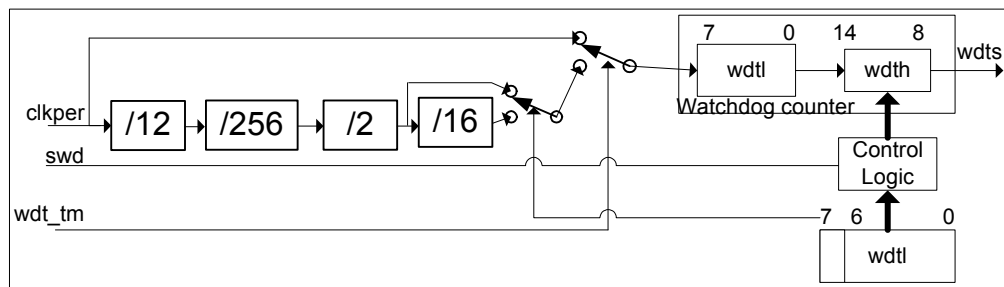 7 0 14 8
wdts
wdtl
wdth
clkper
/12
/256
/2
/16
Watchdog counter
swd
Control
Logic
wdt_tm
7 6 0
wdtl